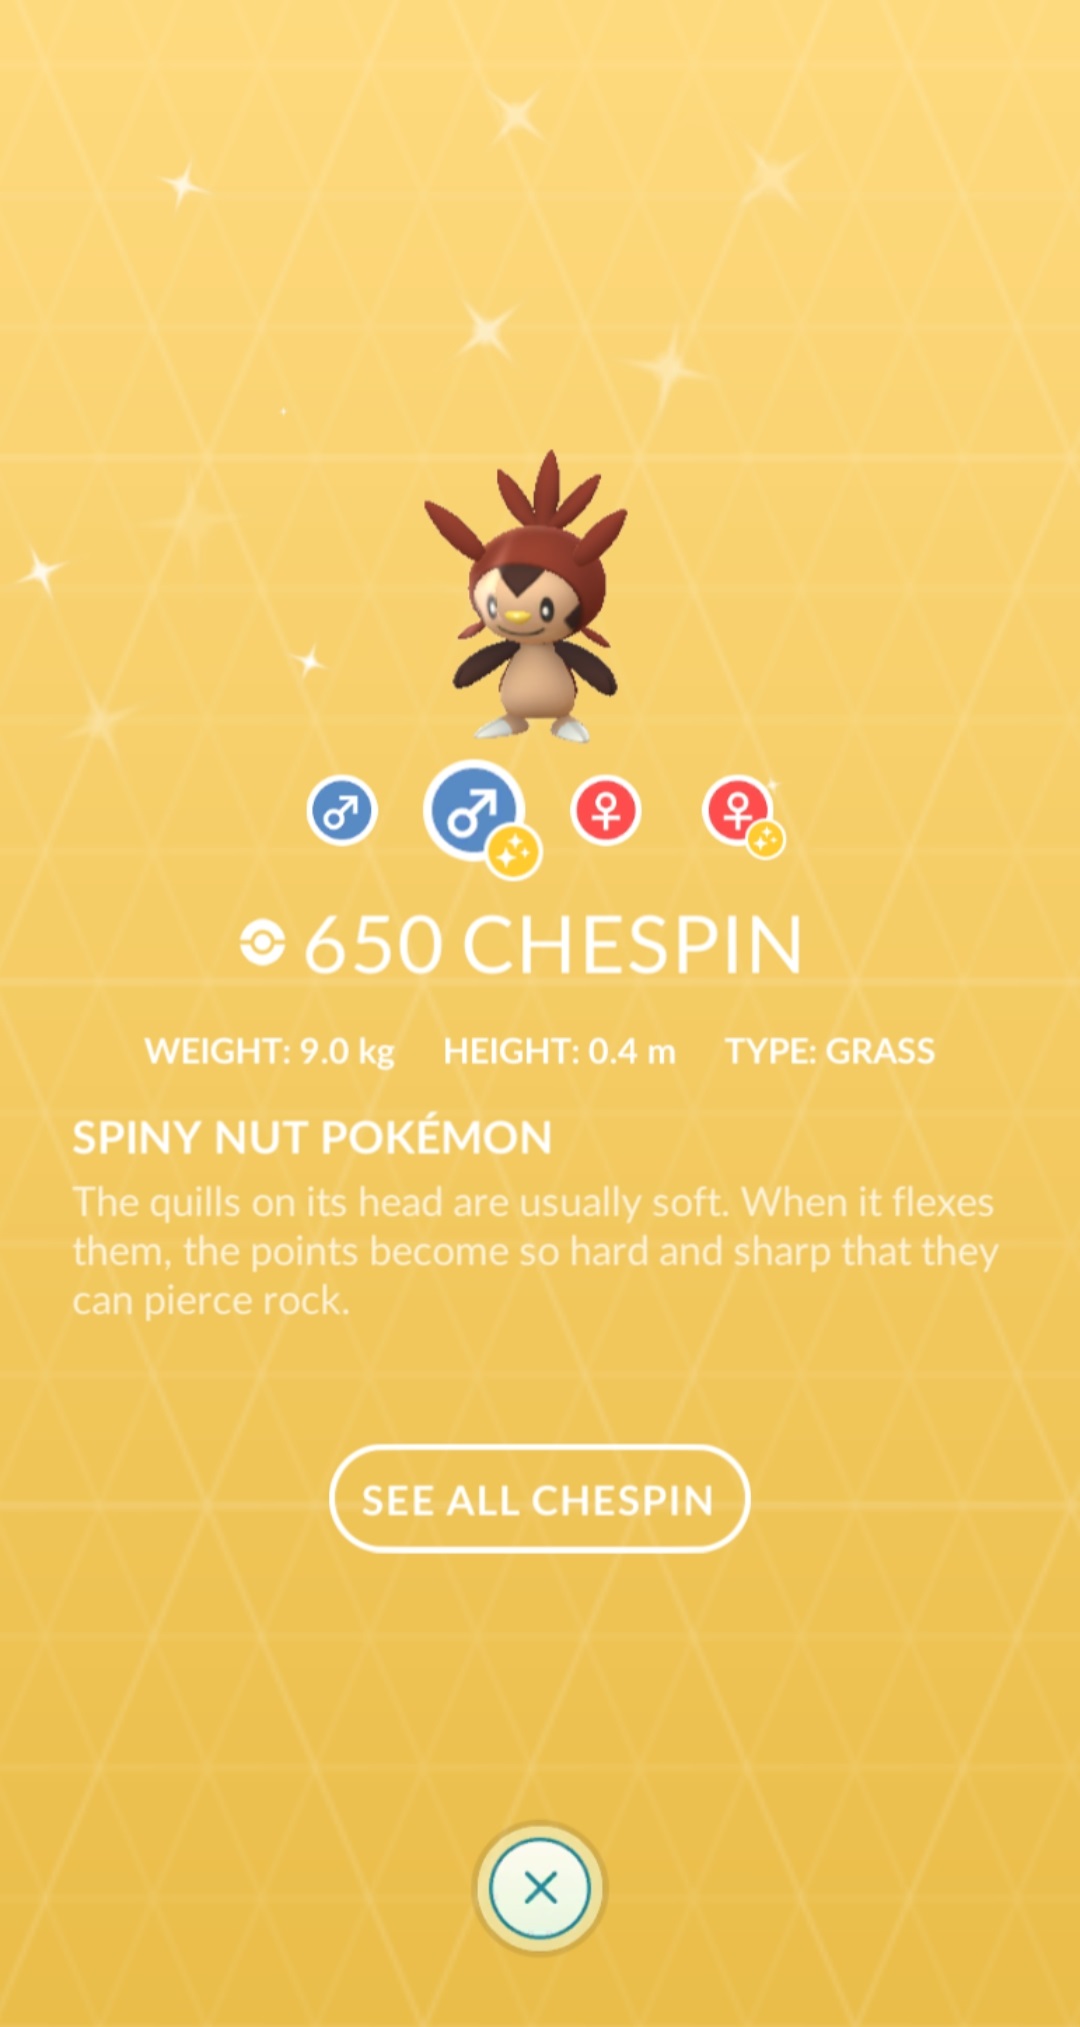 650 CHESPIN
WEIGHT: 9.0 kg HEIGHT: 0.4 m TYPE: GRASS
SPINY NUT POKÉMON
The quills on its head are usually soft. When it flexes
them, the points become so hard and sharp that they
can pierce rock.
SEE ALL CHESPIN